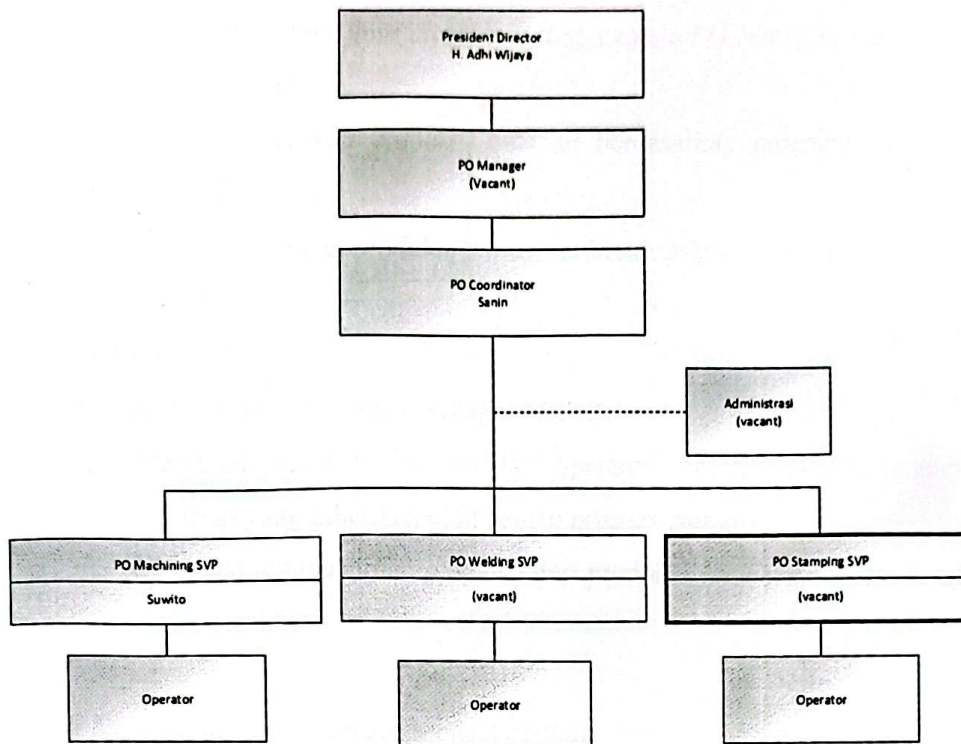 President Director
H. Adhi Wijaya
PO Manager
(Vacant)
PO Coordinator
Sanin
Administrasi
(vacant)
PO Machining SVP
Suwito
PO Welding SVP
(vacant)
PO Stamping SVP
(vacant)
Operator
Operator
Operator